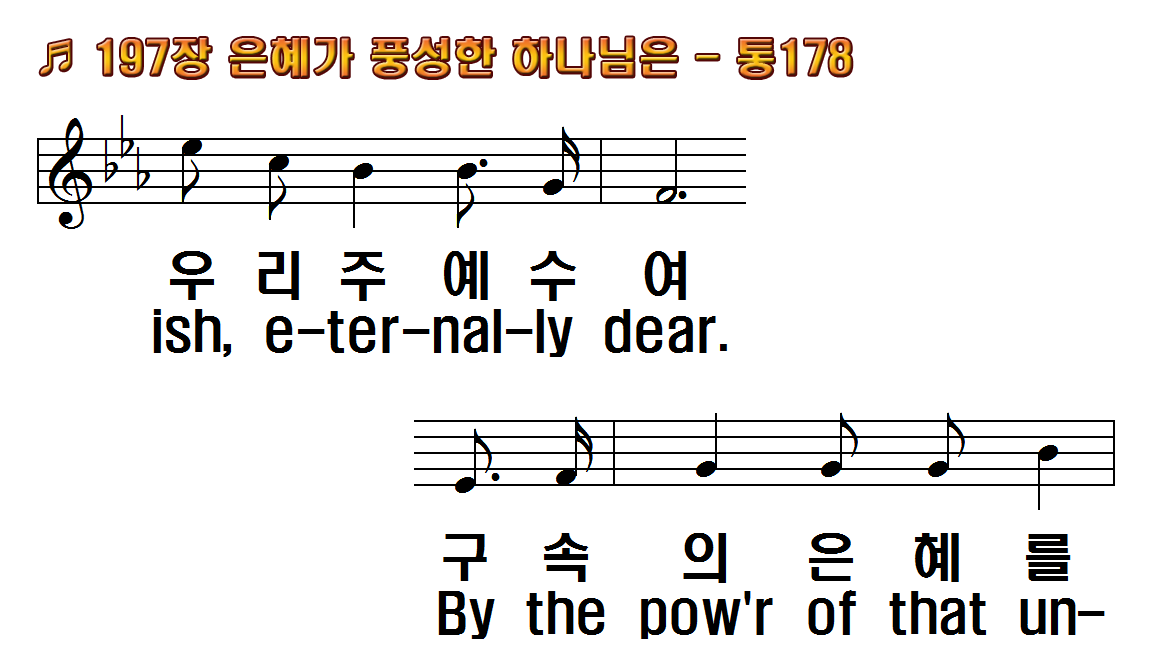 ♬ 197장 은혜가 풍성한 하나님은 - 통178
우 리 주 예 수 여
ish, e-ter-nal-ly dear.
구 속 의 은 혜 를
By the pow'r of that un-